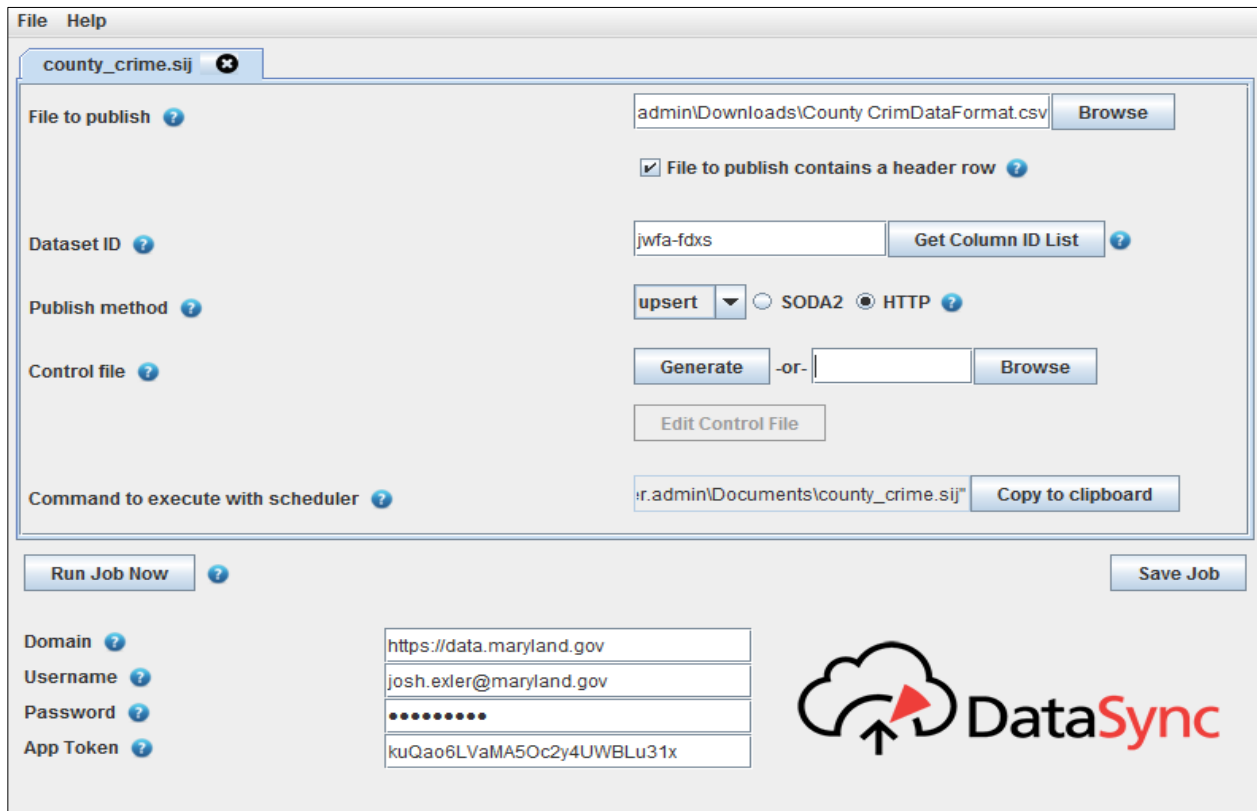 File Help
county_crime.sij
File to publish ? admin\Downloads\County CrimDataFormat.csv Browse
File to publish contains a header row ?
Dataset ID ? jwfa-fdxs Get Column ID List ?
Publish method ? upsert SODA2 HTTP ?
Control file ? Generate -or- Browse
Edit Control File
Command to execute with scheduler ? r.admin\Documents\county_crime.sij" Copy to clipboard
Run Job Now ? Save Job
Domain ? https://data.maryland.gov
Username ? josh.exler@maryland.gov
Password ? •••••••••
App Token ? kuQao6LVaMA5Oc2y4UWBLu31x
DataSync